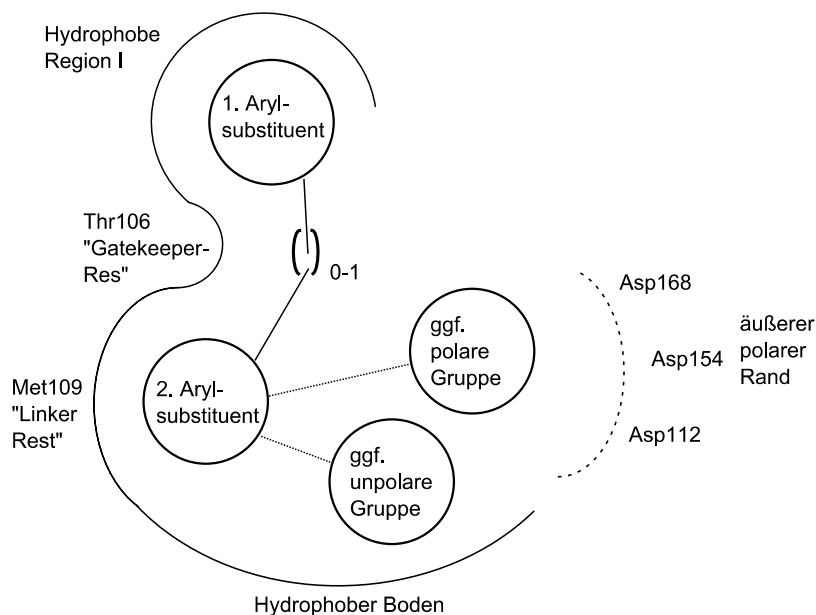 Hydrophobe
Region I
1. Aryl-
substituent
Thr106
"Gatekeeper-
Res"
0-1
Asp168
ggf.
polare
Gruppe
äußerer
polarer
Rand
Asp154
Met109
"Linker
Rest"
2. Aryl-
substituent
Asp112
ggf.
unpolare
Gruppe
Hydrophober Boden